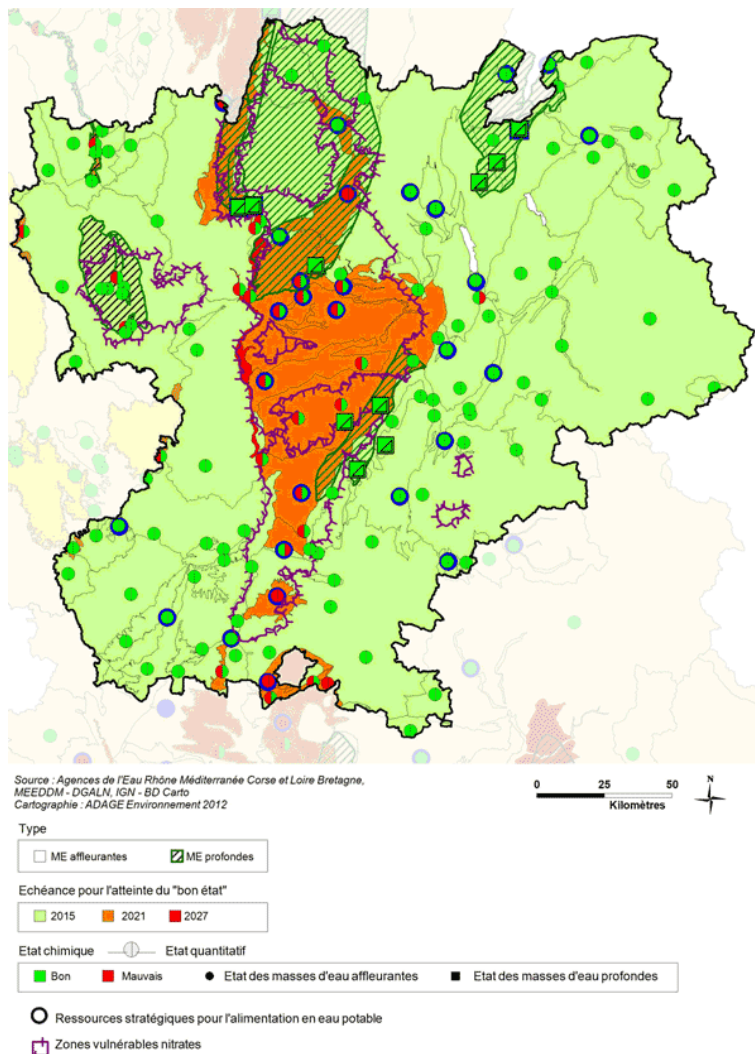 Source : Agences de l'Eau Rhône Méditerranée Corse et Loire Bretagne,
MEEDDM - DGALN, IGN - BD Carto
Cartographie : ADAGE Environnement 2012
0 25 50
Kilomètres
N
Type
ME affleurantes ME profondes
Echéance pour l'atteinte du "bon état"
2015 2021 2027
Etat chimique Etat quantitatif
Bon Mauvais Etat des masses d'eau affleurantes Etat des masses d'eau profondes
Ressources stratégiques pour l'alimentation en eau potable
Zones vulnérables nitrates